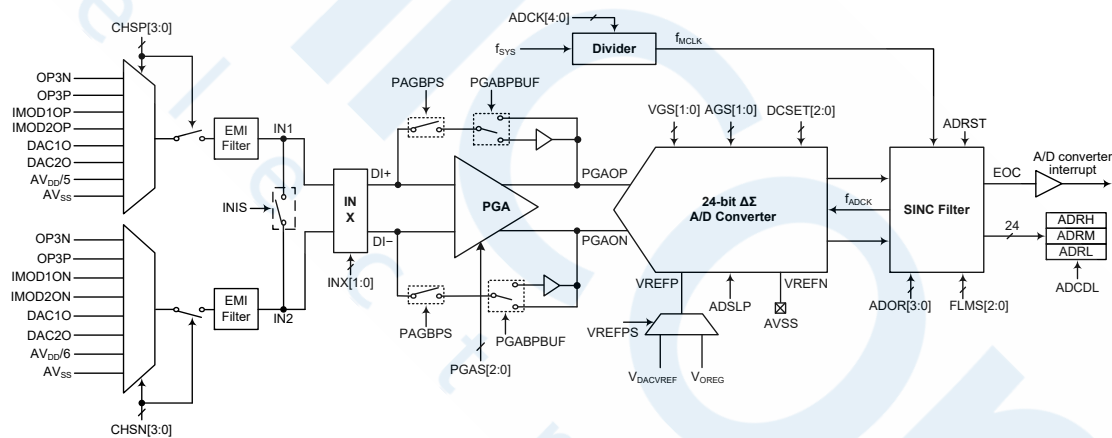 ADCK[4:0]
CHSP[3:0]
fSYS
Divider
fMCLK
OP3N
OP3P
IMOD1OP
IMOD2OP
DAC1O
DAC2O
AVDD/5
AVSS
EMI
Filter
IN1
PAGBPS
PGABPBUF
VGS[1:0]
AGS[1:0]
DCSET[2:0]
ADRST
INIS
DI+
IN
X
DI−
INX[1:0]
PGA
PGAOP
PGAON
24-bit ΔΣ
A/D Converter
fADCK
SINC Filter
EOC
A/D converter
interrupt
24
ADRH
ADRM
ADRL
ADCDL
OP3N
OP3P
IMOD1ON
IMOD2ON
DAC1O
DAC2O
AVDD/6
AVSS
EMI
Filter
IN2
PAGBPS
PGABPBUF
PGAS[2:0]
VREFP
ADSLP
VREFN
AVSS
VREFPS
VDACVREF
VOREG
ADOR[3:0]
FLMS[2:0]
CHSN[3:0]